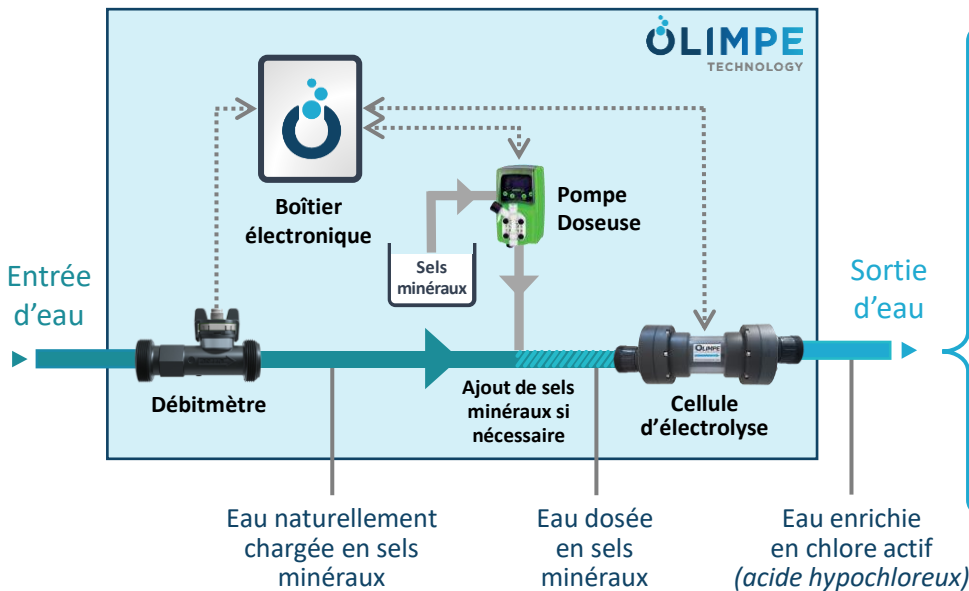 OLIMPE
TECHNOLOGY
Boîtier
électronique
Pompe
Doseuse
Sels
minéraux
Entrée
d’eau
Sortie
d’eau
OLIMPE
Débitmètre
Ajout de sels
minéraux si
nécessaire
Cellule
d’électrolyse
Eau naturellement
chargée en sels
minéraux
Eau dosée
en sels
minéraux
Eau enrichie
en chlore actif
(acide hypochloreux)